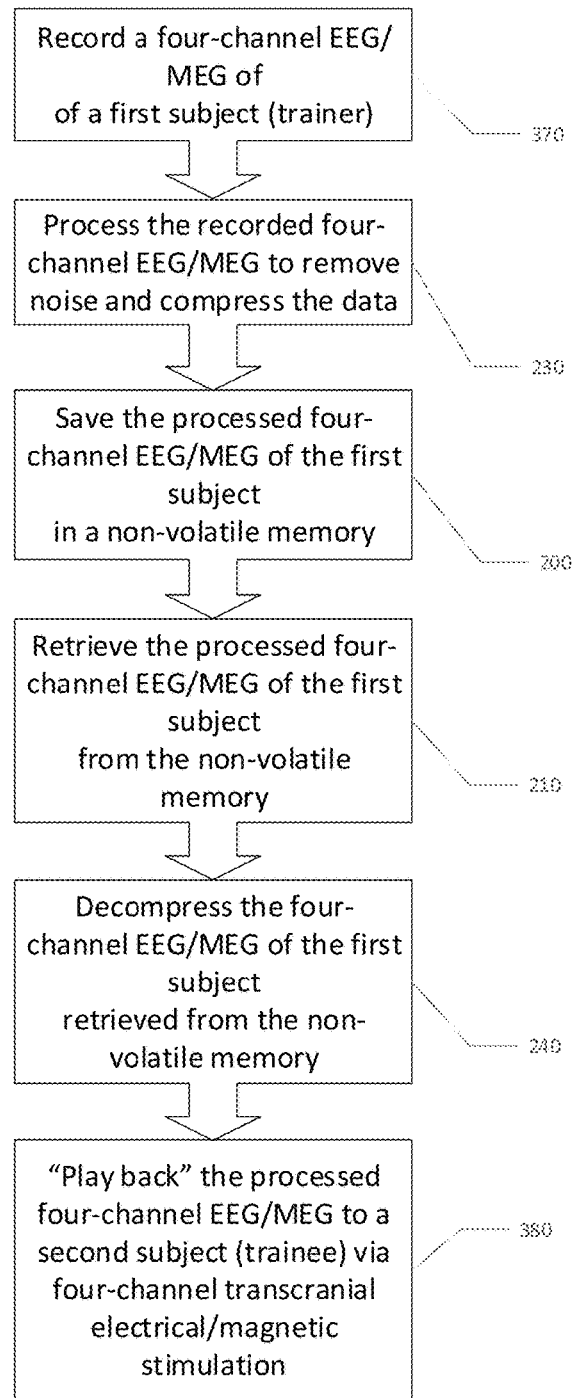 Record a four-channel EEG/
MEG of
of a first subject (trainer)
370
Process the recorded four-
channel EEG/MEG to remove
noise and compress the data
230
Save the processed four-
channel EEG/MEG of the first
subject
in a non-volatile memory
200
Retrieve the processed four-
channel EEG/MEG of the first
subject
from the non-volatile
memory
210
Decompress the four-
channel EEG/MEG of the first
subject
retrieved from the non-
volatile memory
240
“Play back” the processed
four-channel EEG/MEG to a
second subject (trainee) via
four-channel transcranial
electrical/magnetic
stimulation
380